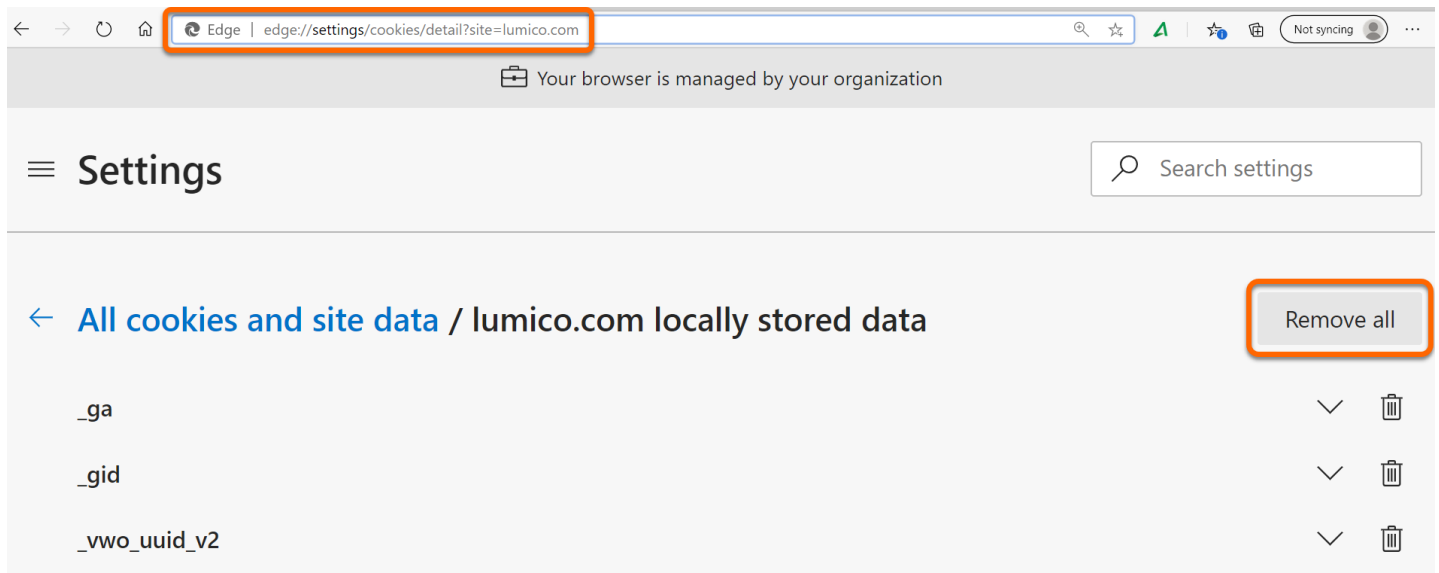 Edge | edge://settings/cookies/detail?site=lumico.com
Not syncing
Your browser is managed by your organization
Settings
Search settings
All cookies and site data / lumico.com locally stored data
Remove all
_ga
_gid
_vwo_uuid_v2